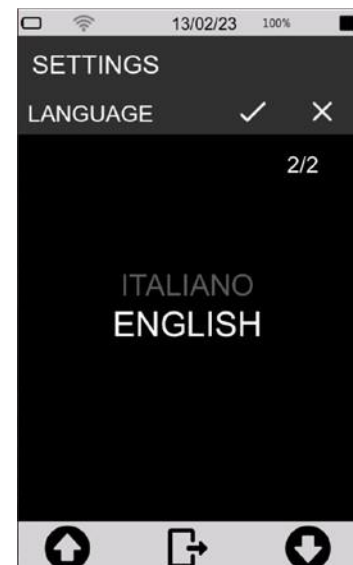 13/02/23 100%
SETTINGS
LANGUAGE
2/2
ITALIANO
ENGLISH